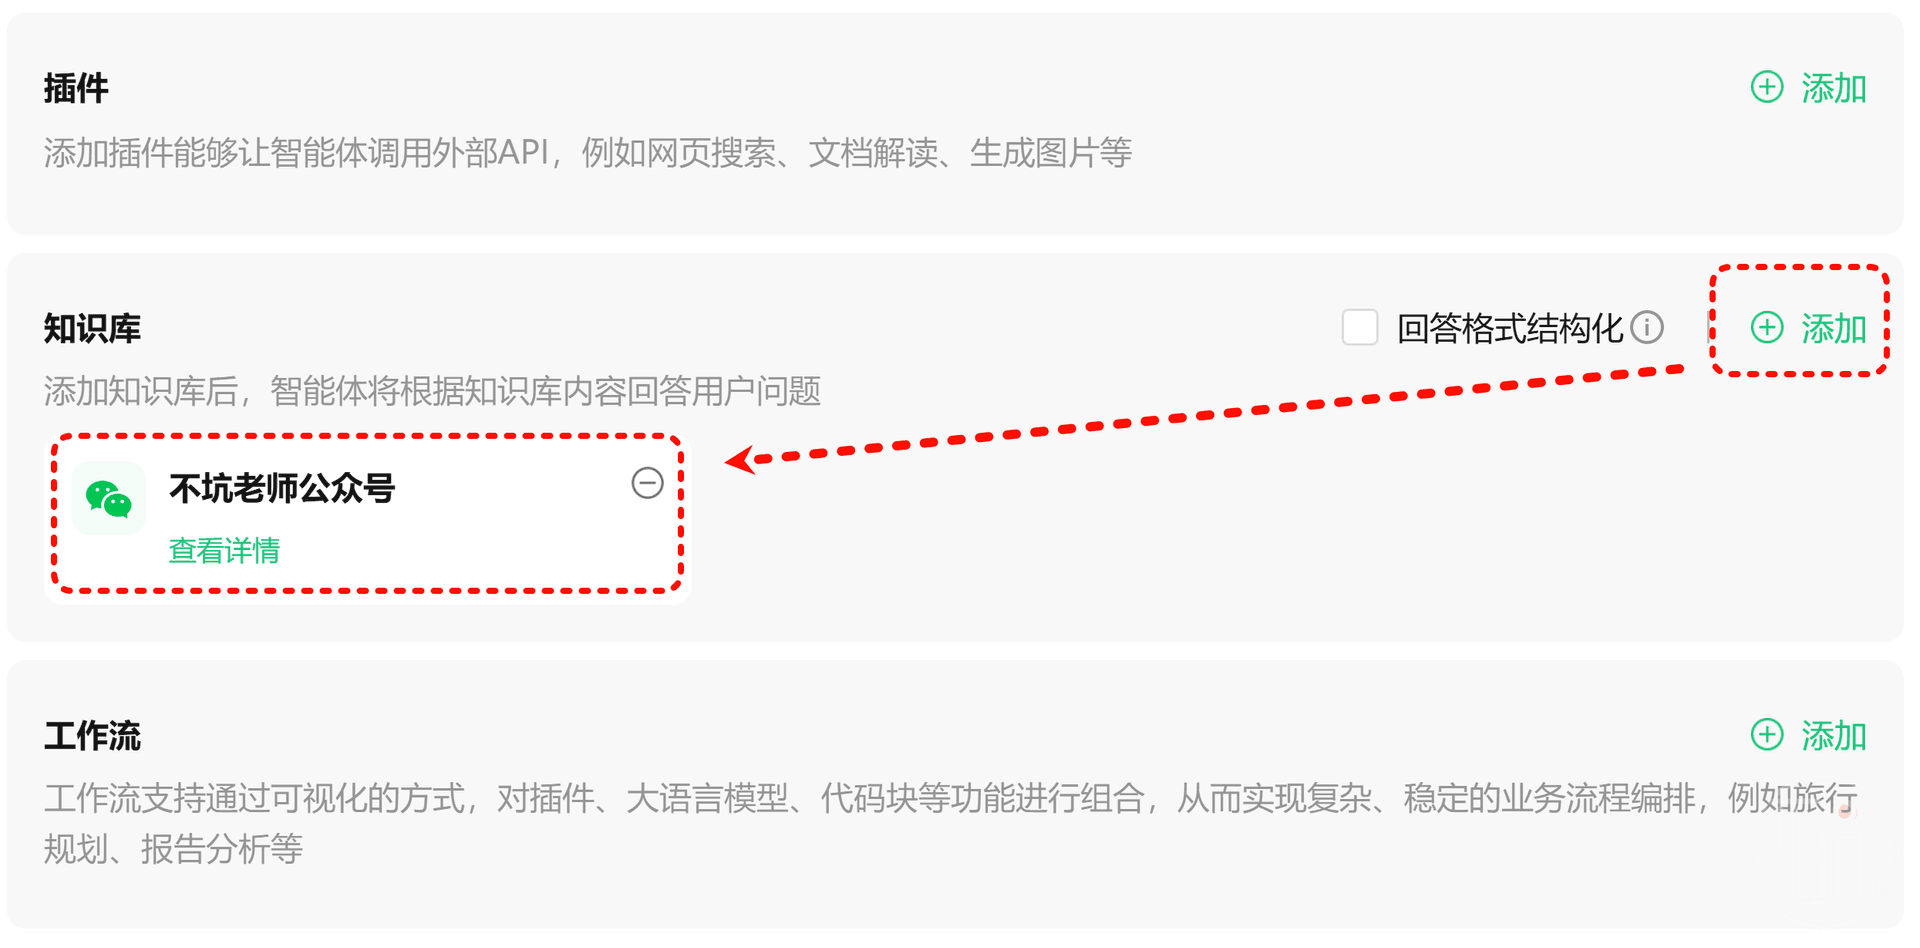 插件
添加
添加插件能够让智能体调用外部API，例如网页搜索、文档解读、生成图片等
知识库
回答格式结构化
添加
添加知识库后，智能体将根据知识库内容回答用户问题
不坑老师公众号
查看详情
工作流
添加
工作流支持通过可视化的方式，对插件、大语言模型、代码块等功能进行组合，从而实现复杂、稳定的业务流程编排，例如旅行
规划、报告分析等